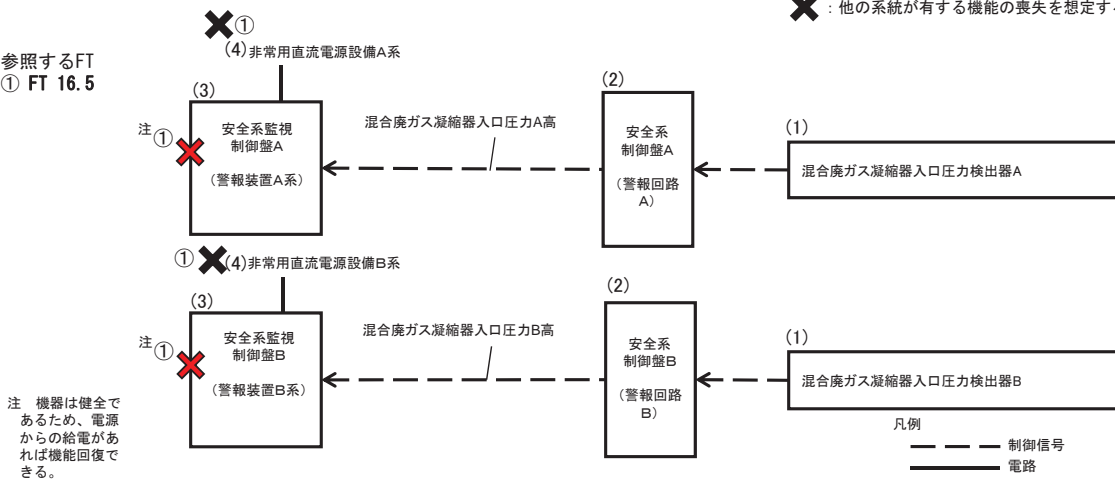 ：他の系統が有する機能の喪失を想定す
参照するFT
① FT 16.5
①
(4)非常用直流電源設備A系
(3)
安全系監視
制御盤A
（警報装置A系）
注①
混合廃ガス凝縮器入口圧力A高
(2)
安全系
制御盤A
（警報回路
A）
(1)
混合廃ガス凝縮器入口圧力検出器A
①
(4)非常用直流電源設備B系
(3)
安全系監視
制御盤B
（警報装置B系）
注①
混合廃ガス凝縮器入口圧力B高
(2)
安全系
制御盤B
（警報回路
B）
(1)
混合廃ガス凝縮器入口圧力検出器B
注　機器は健全で
あるため、電源
からの給電があ
れば機能回復で
きる。
凡例
制御信号
電路